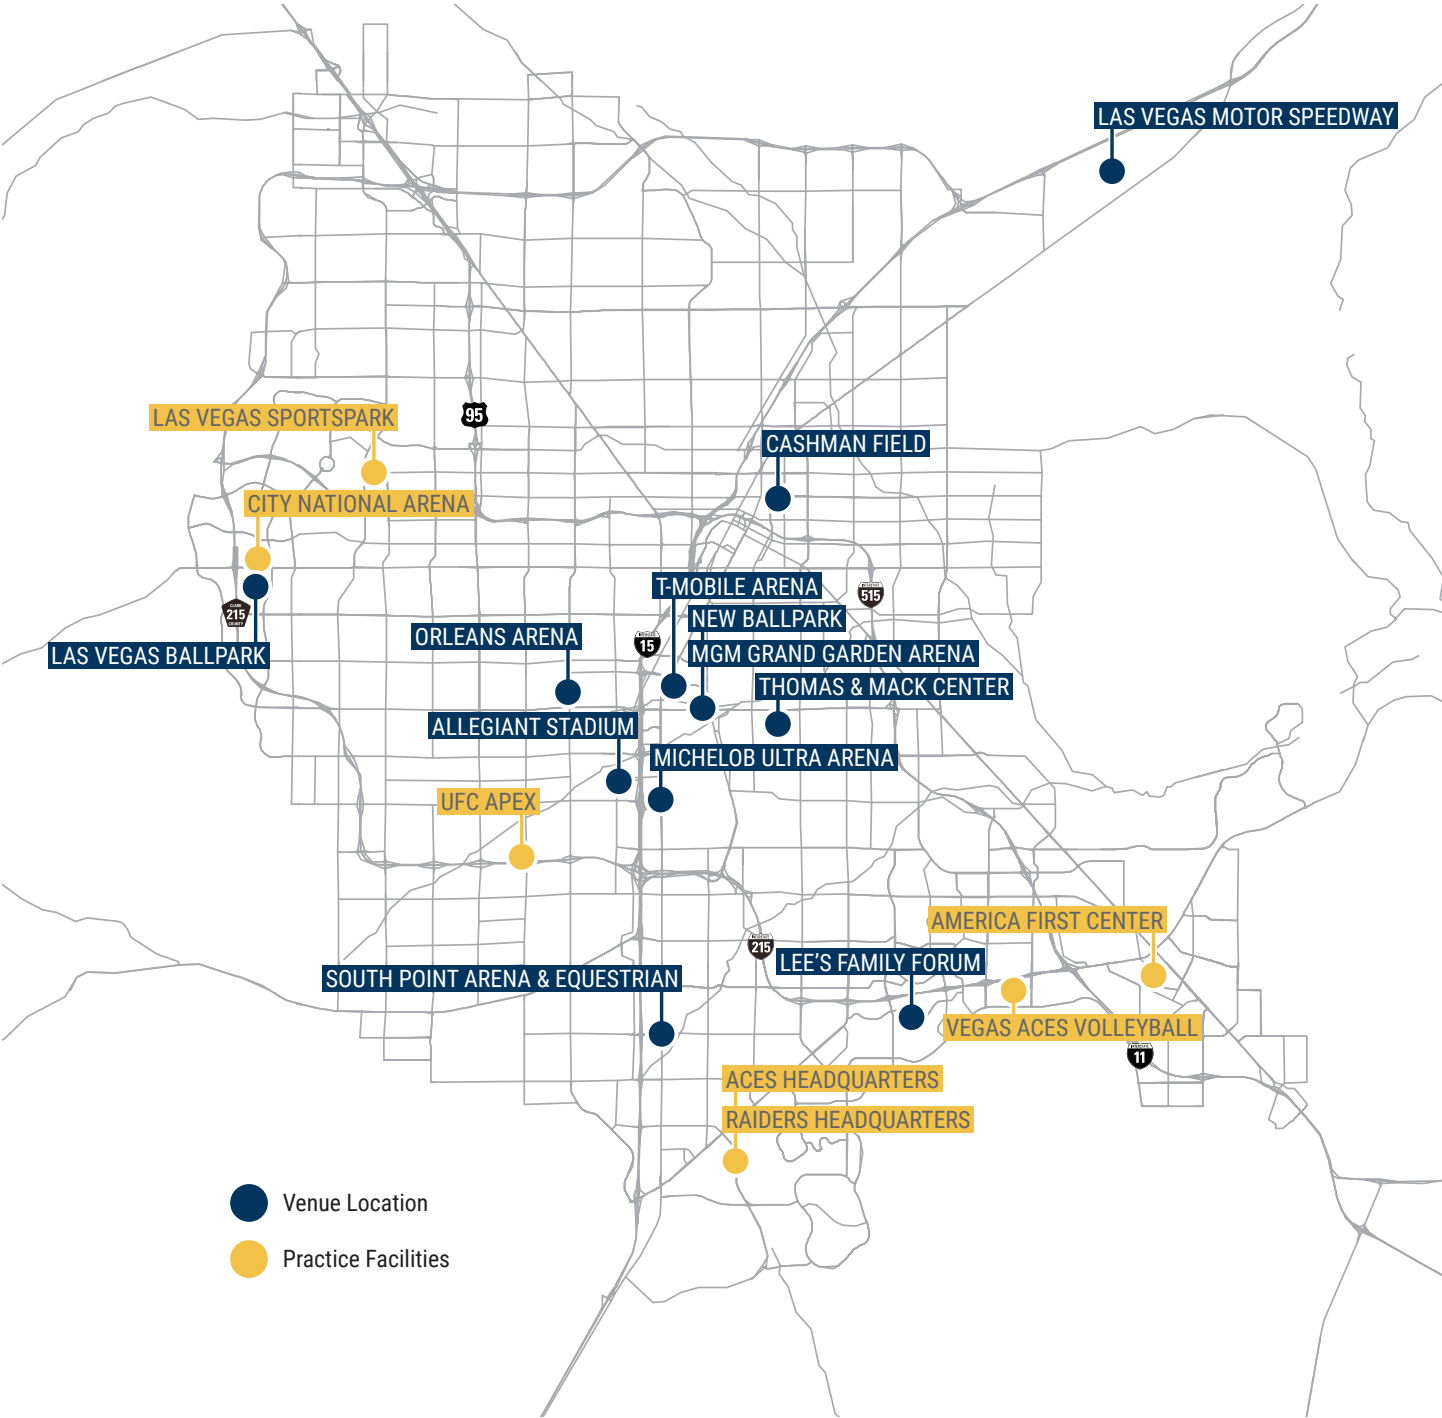 LAS VEGAS MOTOR SPEEDWAY
LAS VEGAS SPORTSPARK
95
CASHMAN FIELD
CITY NATIONAL ARENA
T-MOBILE ARENA
515
CLARK
215
COUNTY
NEW BALLPARK
ORLEANS ARENA
15
LAS VEGAS BALLPARK
MGM GRAND GARDEN ARENA
THOMAS & MACK CENTER
ALLEGIANT STADIUM
MICHELOB ULTRA ARENA
UFC APEX
AMERICA FIRST CENTER
215
LEE'S FAMILY FORUM
SOUTH POINT ARENA & EQUESTRIAN
VEGAS ACES VOLLEYBALL
11
ACES HEADQUARTERS
RAIDERS HEADQUARTERS
Venue Location
Practice Facilities